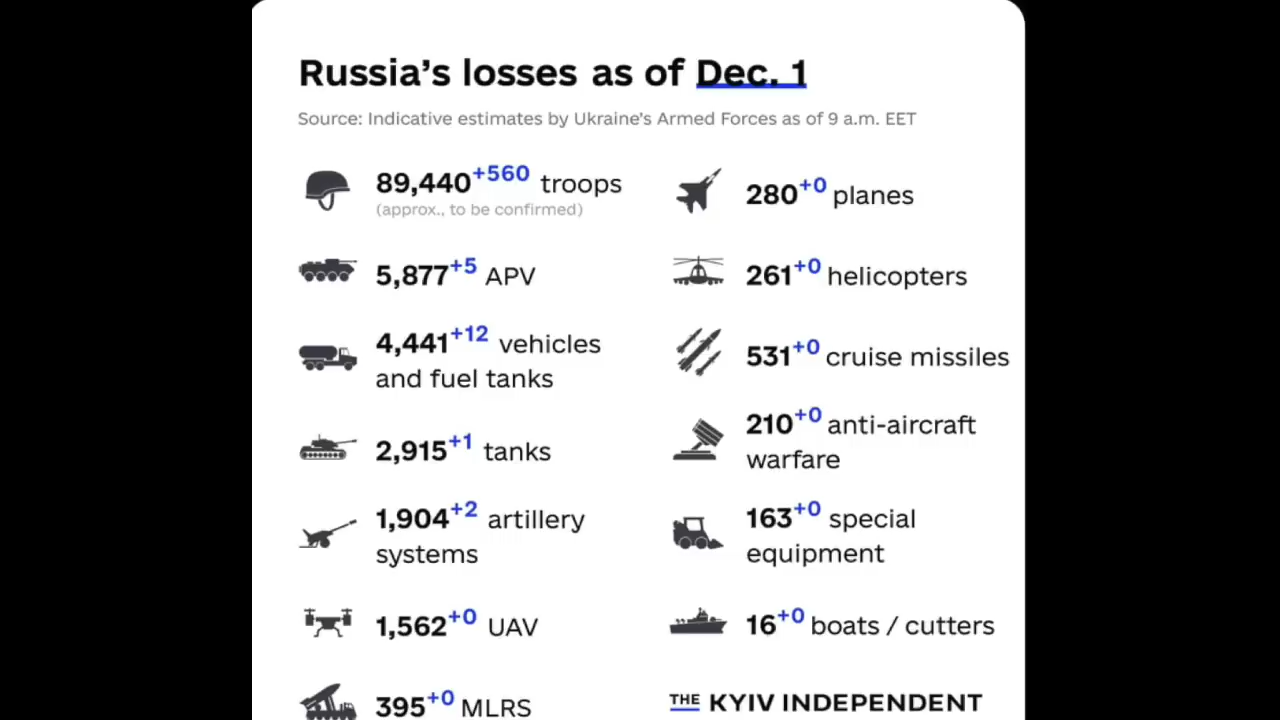 Russia's losses as of Dec. 1
Source: Indicative estimates by Ukraine's Armed Forces as of 9 a.m. EET
89,440+560 troops
(approx., to be confirmed)
5,877+5 APV
4,441+12 vehicles
and fuel tanks
2,915+1 tanks
1,904+2 artillery
systems
1,562+0 UAV
395+0 MLRS
280+0 planes
261+0 helicopters
531+0 cruise missiles
210+0 anti-aircraft
warfare
163+0 special
equipment
16+0 boats / cutters
THE KYIV INDEPENDENT